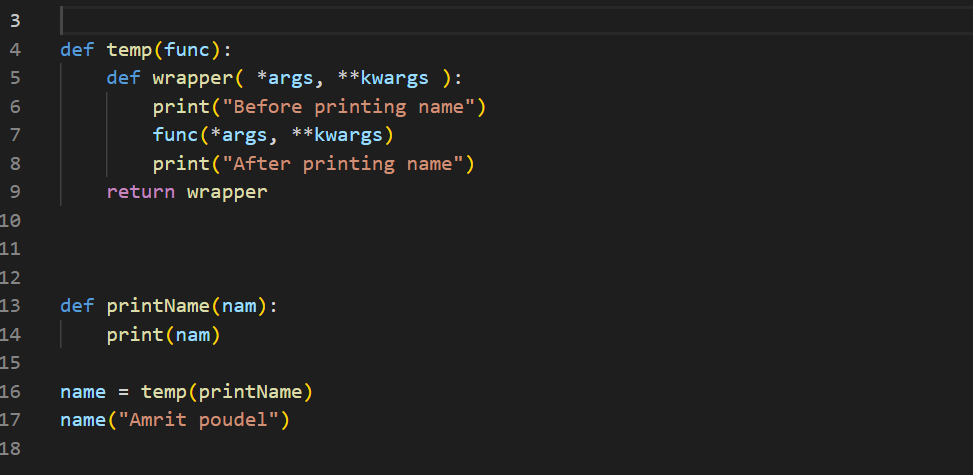 3
4 def temp(func):
5     def wrapper( *args, **kwargs ):
6         print("Before printing name")
7         func(*args, **kwargs)
8         print("After printing name")
9     return wrapper
10
11
12
13 def printName(nam):
14     print(nam)
15
16 name = temp(printName)
17 name("Amrit poudel")
18